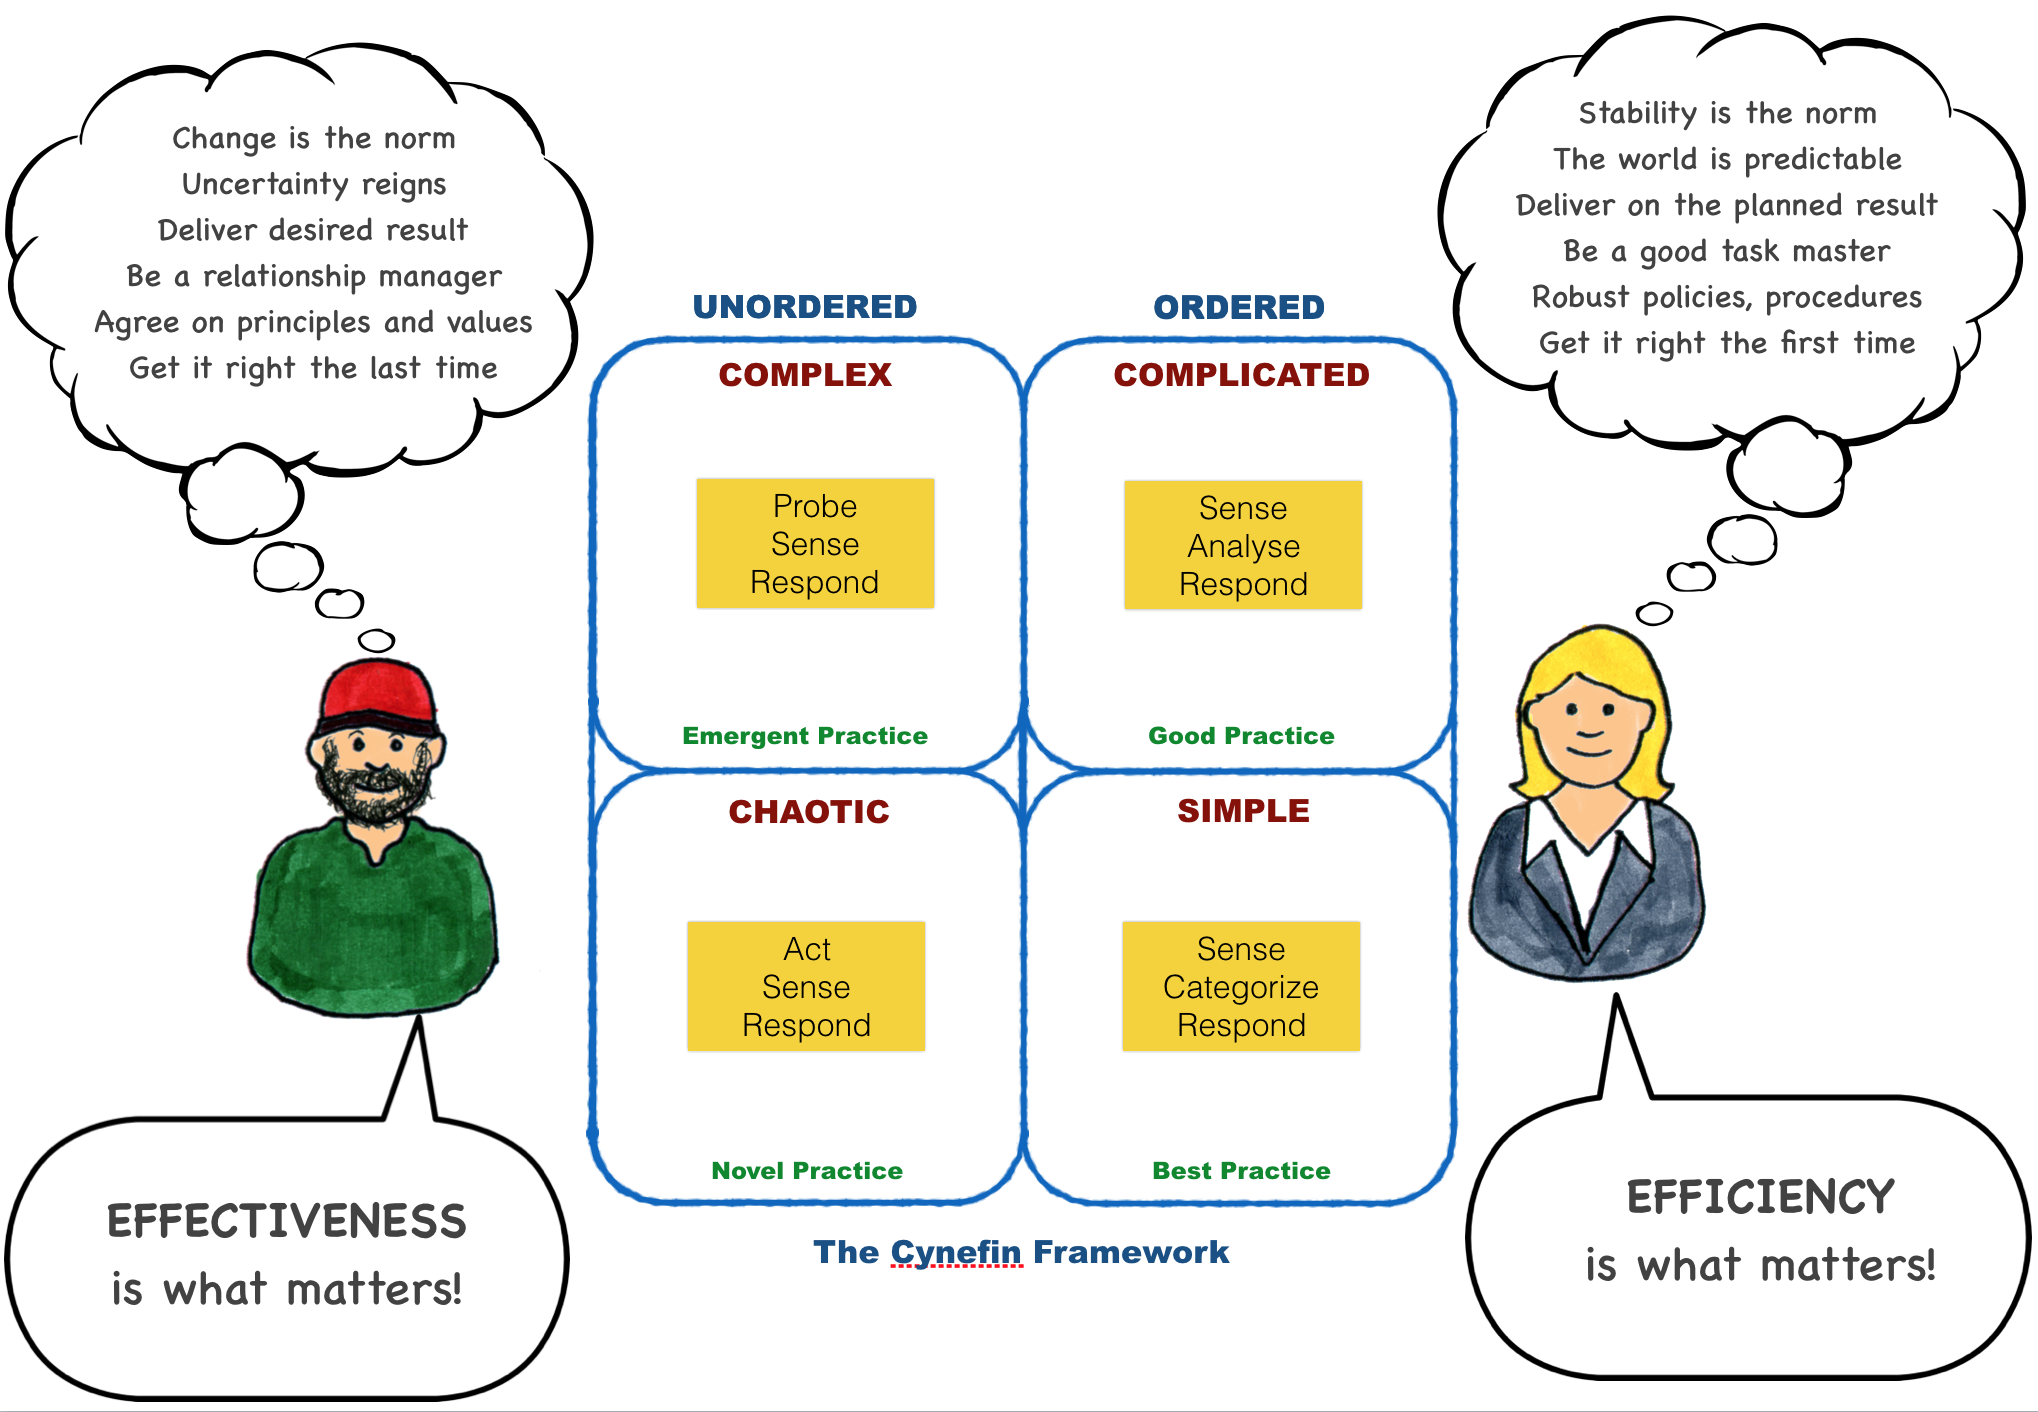 Change is the norm
Uncertainty reigns
Deliver desired result
Be a relationship manager
Agree on principles and values
Get it right the last time
Stability is the norm
The world is predictable
Deliver on the planned result
Be a good task master
Robust policies, procedures
Get it right the first time
UNORDERED
ORDERED
COMPLEX
Probe
Sense
Respond
Emergent Practice
COMPLICATED
Sense
Analyse
Respond
Good Practice
CHAOTIC
Act
Sense
Respond
Novel Practice
SIMPLE
Sense
Categorize
Respond
Best Practice
The Cynefin Framework
EFFECTIVENESS
is what matters!
EFFICIENCY
is what matters!